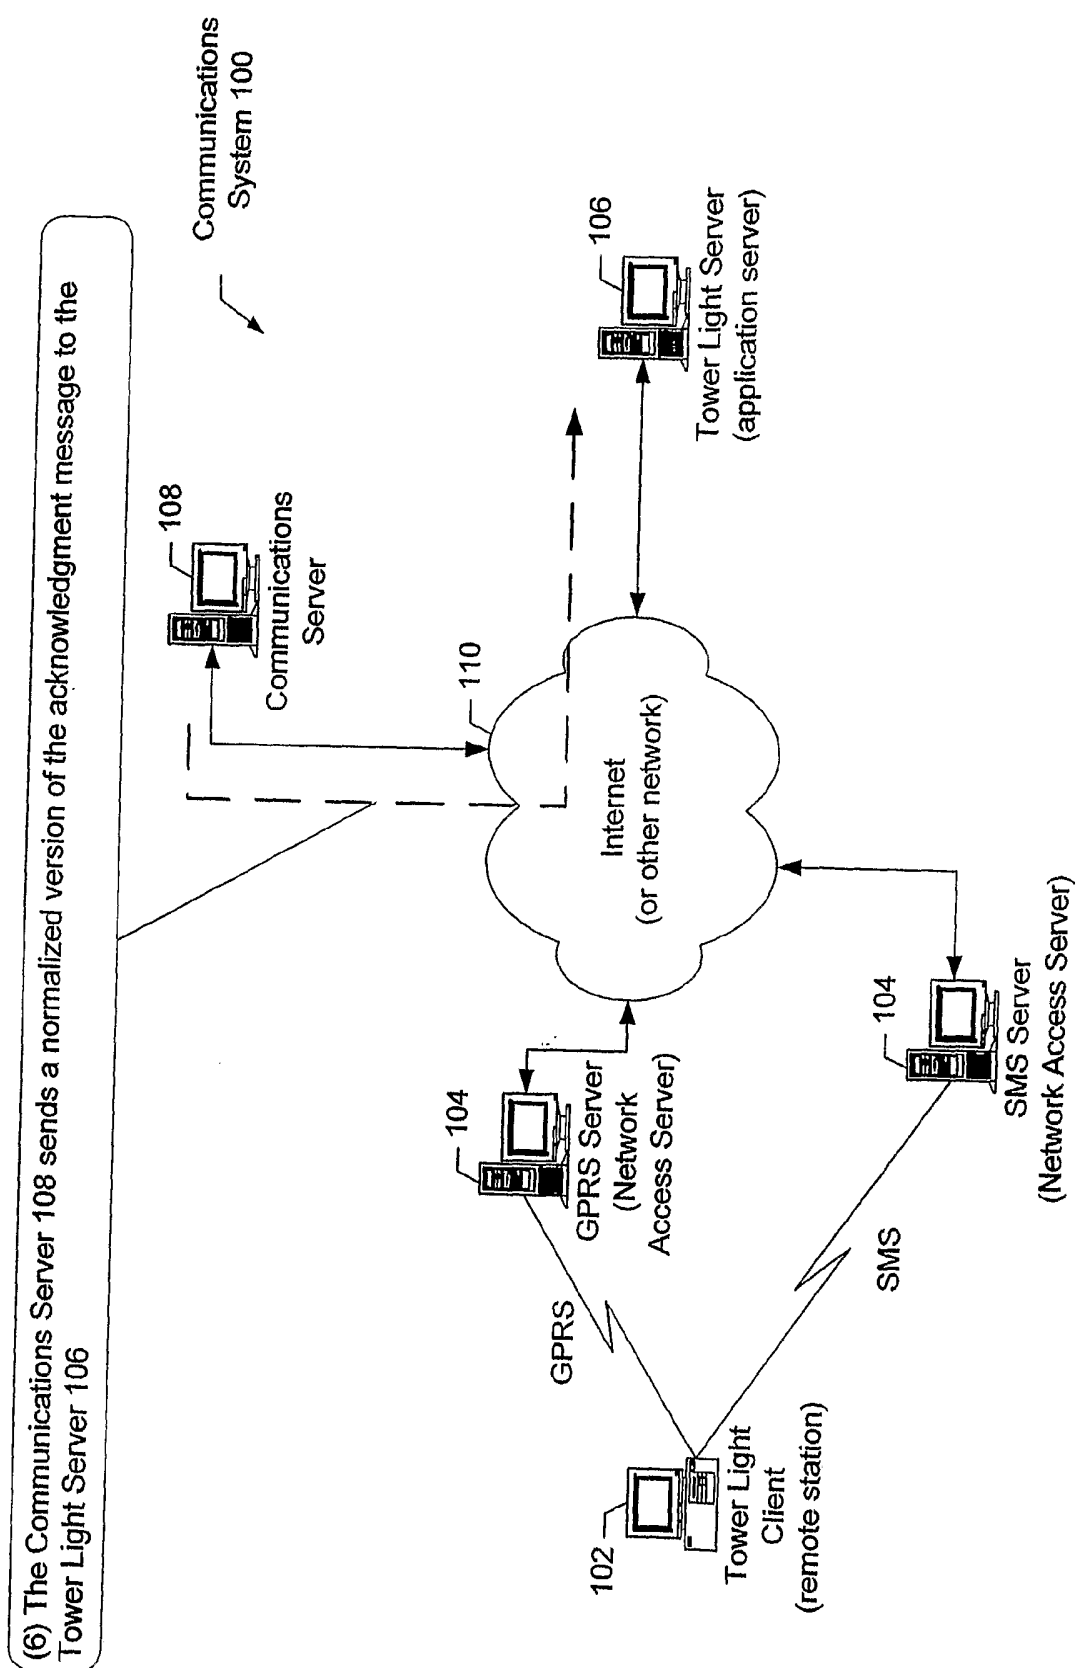 (6) The Communications Server 108 sends a normalized version of the acknowledgment message to the
Tower Light Server 106
Communications
System 100
108
Communications
Server
106
Tower Light Server
(application server)
110
Internet
(or other network)
104
GPRS Server
(Network
Access Server)
104
SMS Server
(Network Access Server)
GPRS
SMS
102
Tower Light
Client
(remote station)